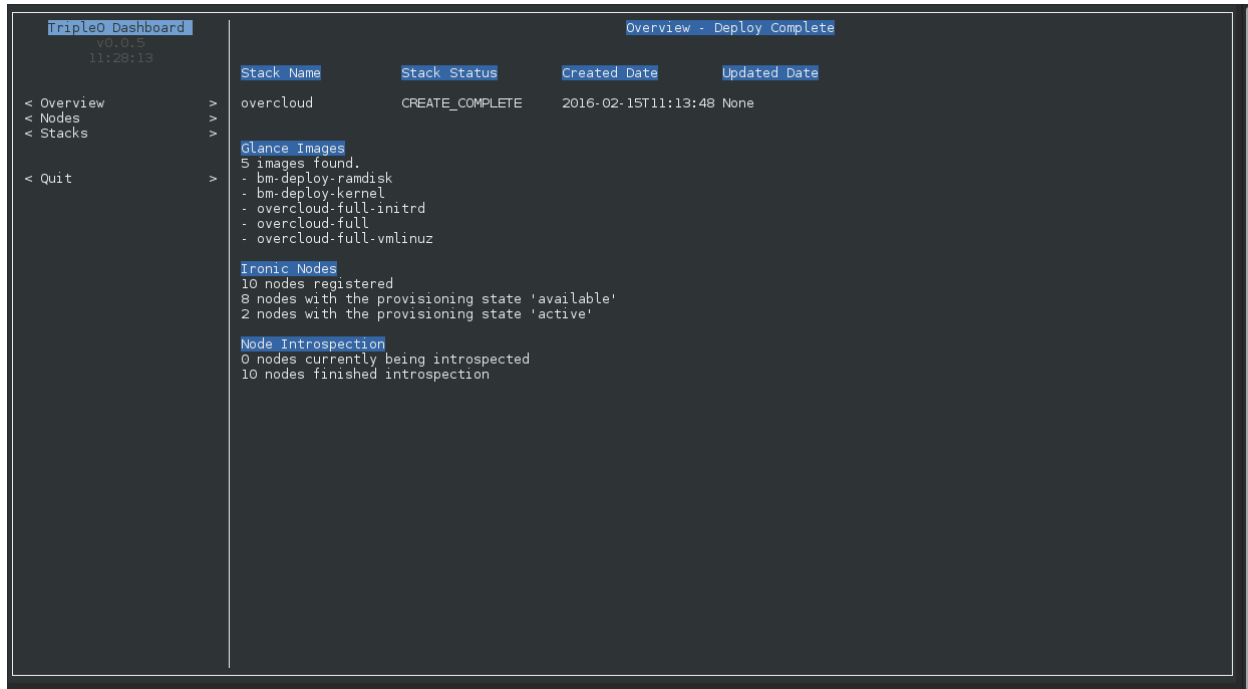 TripleO Dashboard
v0.0.5
11:28:13
< Overview >
< Nodes >
< Stacks >
< Quit >
Overview - Deploy Complete
Stack Name Stack Status Created Date Updated Date
overcloud CREATE_COMPLETE 2016-02-15T11:13:48 None
Glance Images
5 images found.
- bm-deploy-ramdisk
- bm-deploy-kernel
- overcloud-full-initrd
- overcloud-full
- overcloud-full-vmlinuz
Ironic Nodes
10 nodes registered
8 nodes with the provisioning state 'available'
2 nodes with the provisioning state 'active'
Node Introspection
0 nodes currently being introspected
10 nodes finished introspection